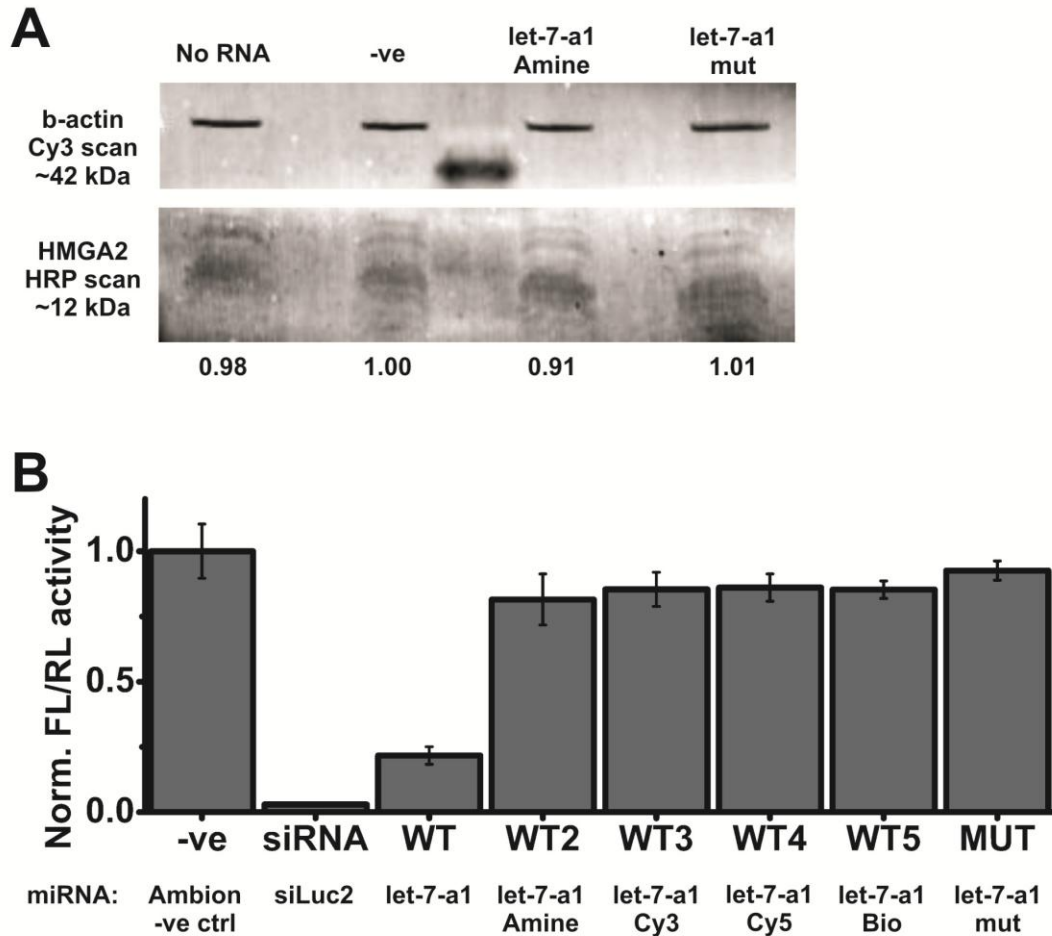 A
No RNA
-ve
let-7-a1
Amine
let-7-a1
mut
b-actin
Cy3 scan
~42 kDa
HMGA2
HRP scan
~12 kDa
0.98
1.00
0.91
1.01
B
Norm. FL/RL activity
1.0
0.5
0.0
-ve
siRNA
WT
WT2
WT3
WT4
WT5
MUT
miRNA:
Ambion
-ve ctrl
siLuc2
let-7-a1
let-7-a1
Amine
let-7-a1
Cy3
let-7-a1
Cy5
let-7-a1
Bio
let-7-a1
mut